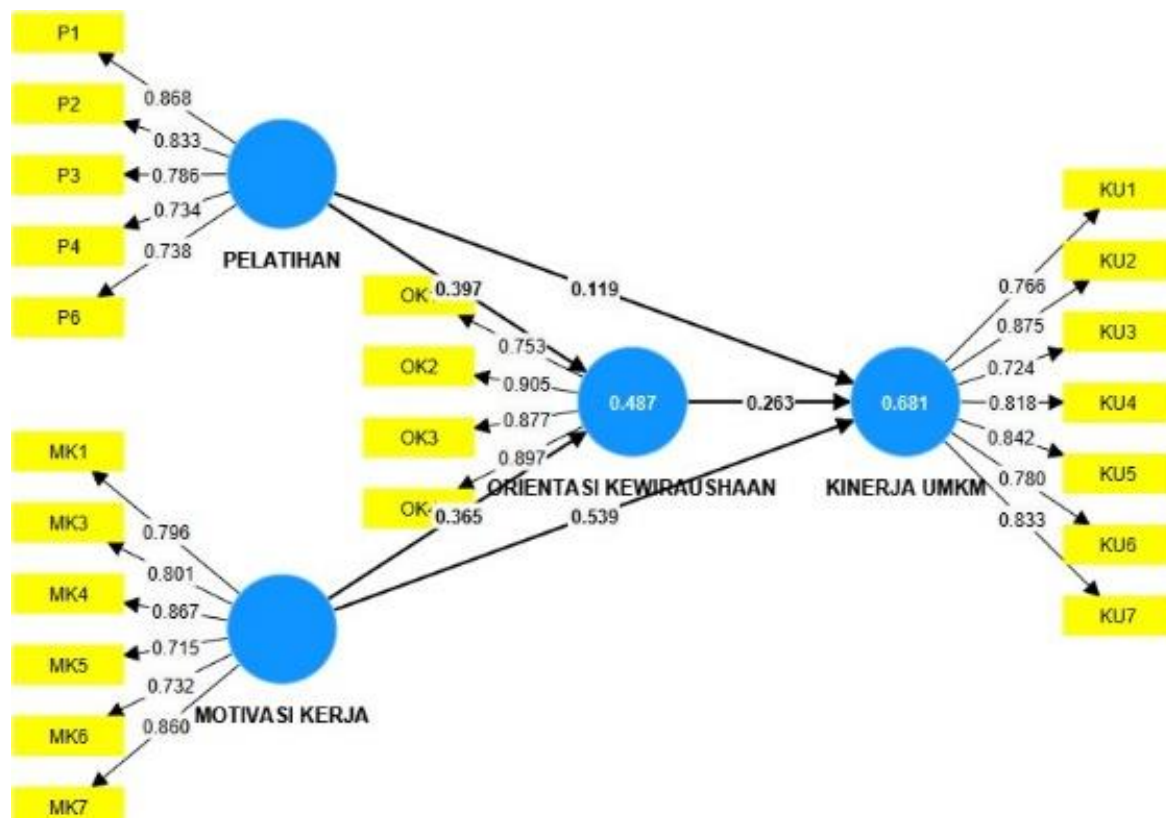 P1
P2
P3
P4
P6
0.868
0.833
0.786
0.734
0.738
PELATIHAN
MK1
MK3
MK4
MK5
MK6
MK7
0.796
0.801
0.867
0.715
0.732
0.860
MOTIVASI KERJA
OK
OK2
OK3
OK
0.753
0.905
0.877
0.897
0.397
0.365
0.487
ORIENTASI KEWIRAUSHAAN
0.119
0.263
0.539
0.681
KINERJA UMKM
0.766
0.875
0.724
0.818
0.842
0.780
0.833
KU1
KU2
KU3
KU4
KU5
KU6
KU7